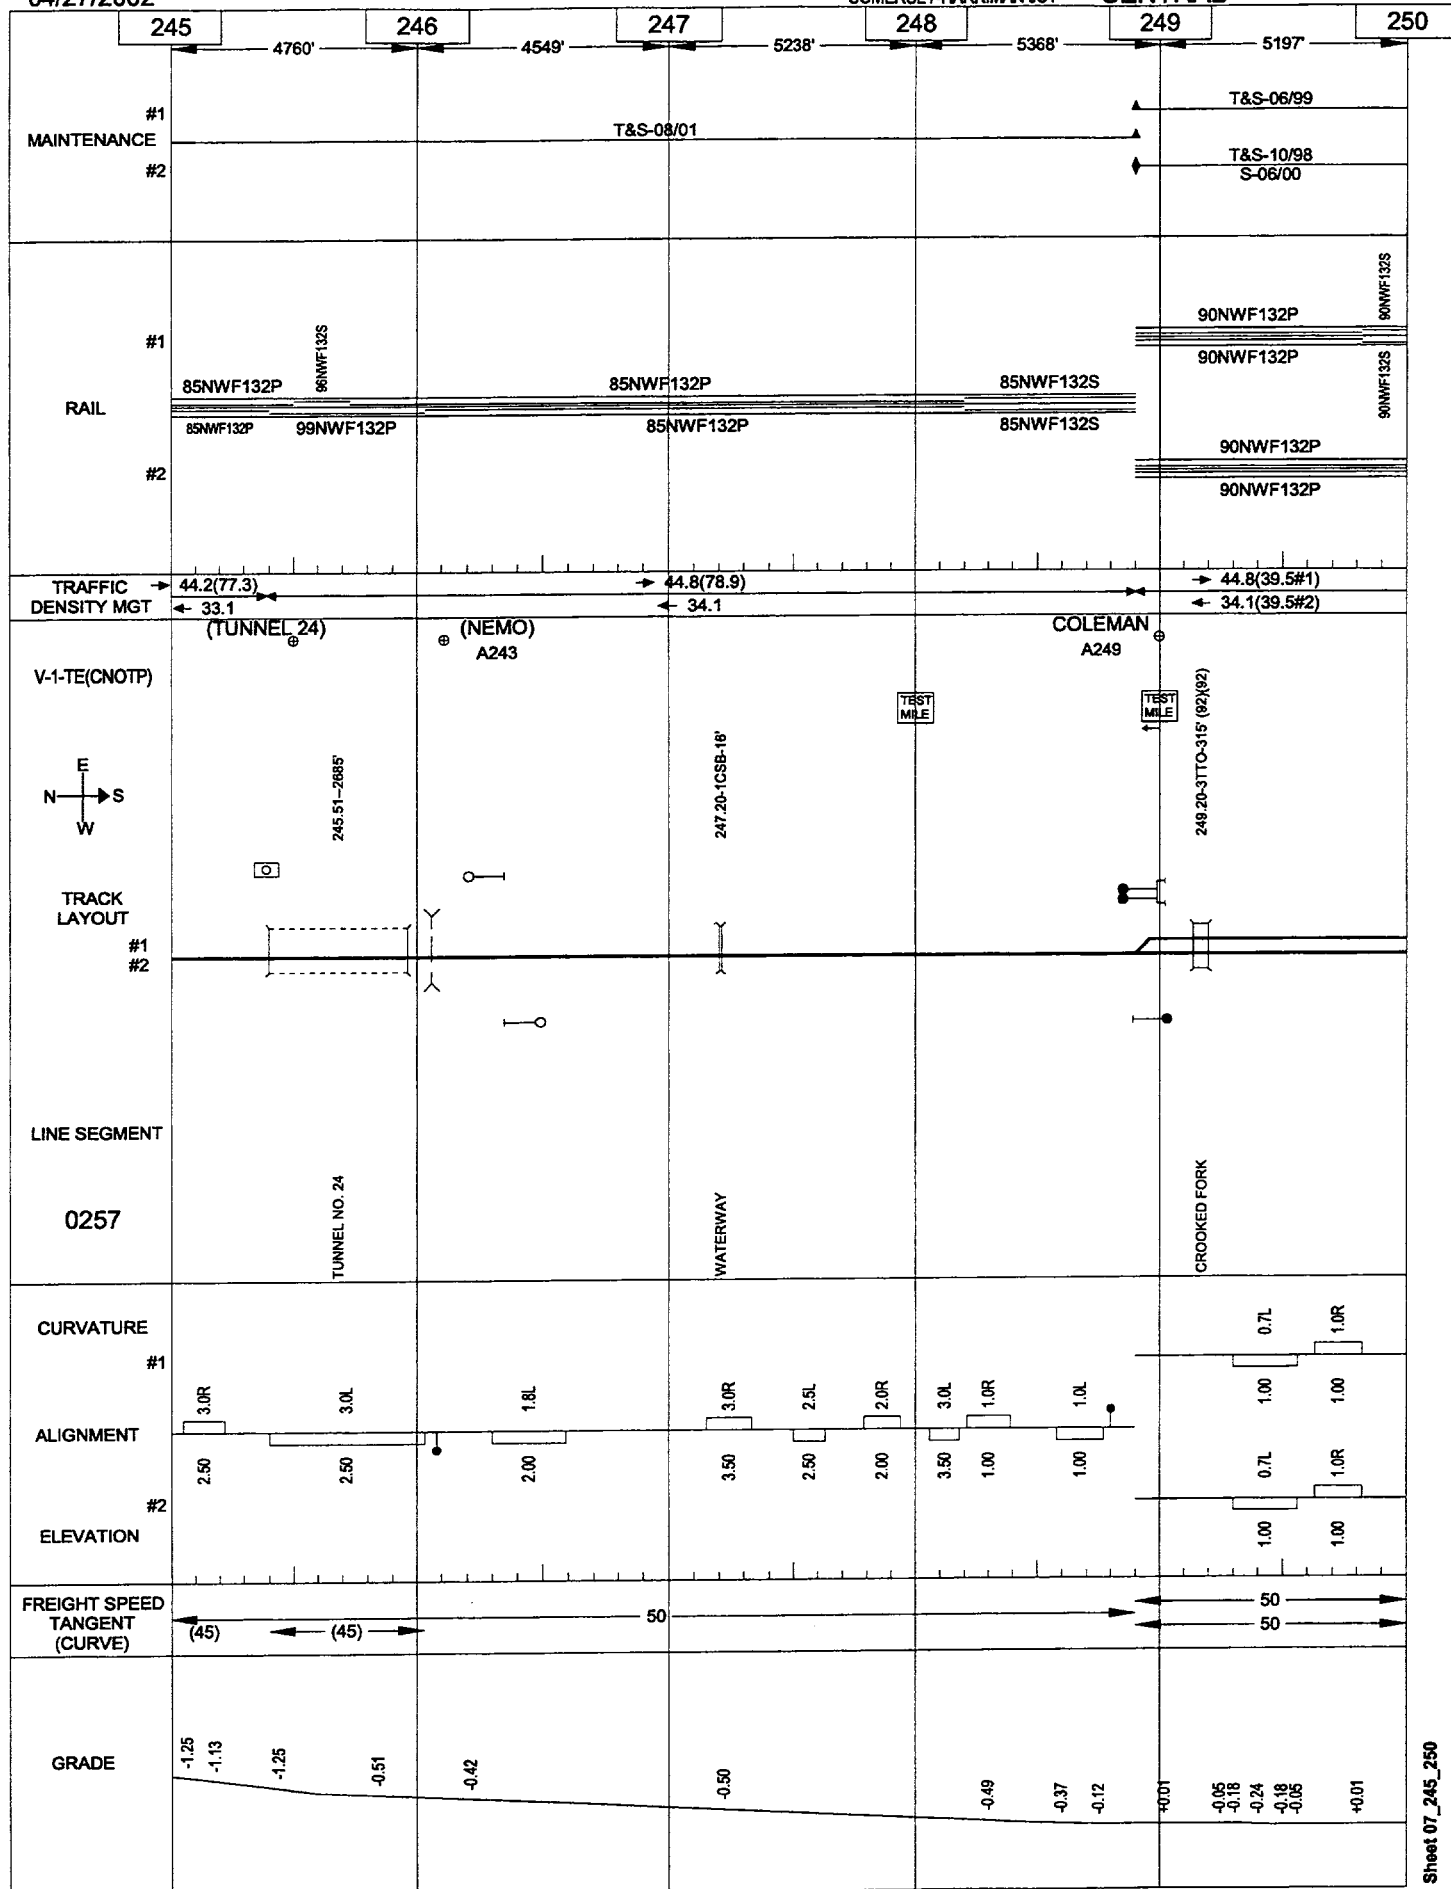 245 246 247 248 249 250
4760' 4549' 5238' 5368' 5197'
#1
MAINTENANCE
#2
T&S-08/01
T&S-06/99
T&S-10/98
S-06/00
#1
RAIL
#2
85NWF132P
85NWF132P
96NWF132S
99NWF132P
85NWF132P
85NWF132P
85NWF132S
85NWF132S
90NWF132P
90NWF132P
90NWF132S
90NWF132S
90NWF132P
90NWF132P
TRAFFIC
DENSITY MGT
44.2(77.3) 44.8(78.9) 44.8(39.5#1)
33.1 34.1 34.1(39.5#2)
(TUNNEL 24) (NEMO) COLEMAN
A243 A249
V-1-TE(CNOTP)
TEST
MILE
TEST
MILE
E
N S
W
245.51--2685'
247.20-1CSB-16'
249.20-3TTO-315' (92)(92)
TRACK
LAYOUT
#1
#2
LINE SEGMENT
0257
TUNNEL NO. 24
WATERWAY
CROOKED FORK
CURVATURE
#1
0.7L 1.0R
1.00 1.00
ALIGNMENT
3.0R 3.0L 1.8L 3.0R 2.5L 2.0R 3.0L 1.0R 1.0L
2.50 2.50 2.00 3.50 2.50 2.00 3.50 1.00 1.00
#2
0.7L 1.0R
1.00 1.00
ELEVATION
FREIGHT SPEED
TANGENT
(CURVE)
(45) (45) 50 50
50
GRADE
-1.25 -1.13 -1.25 -0.51 -0.42 -0.50 -0.49 -0.37 -0.12 +0.01 -0.05 -0.18 -0.24 -0.18 -0.05 +0.01
Sheet 07_245_250